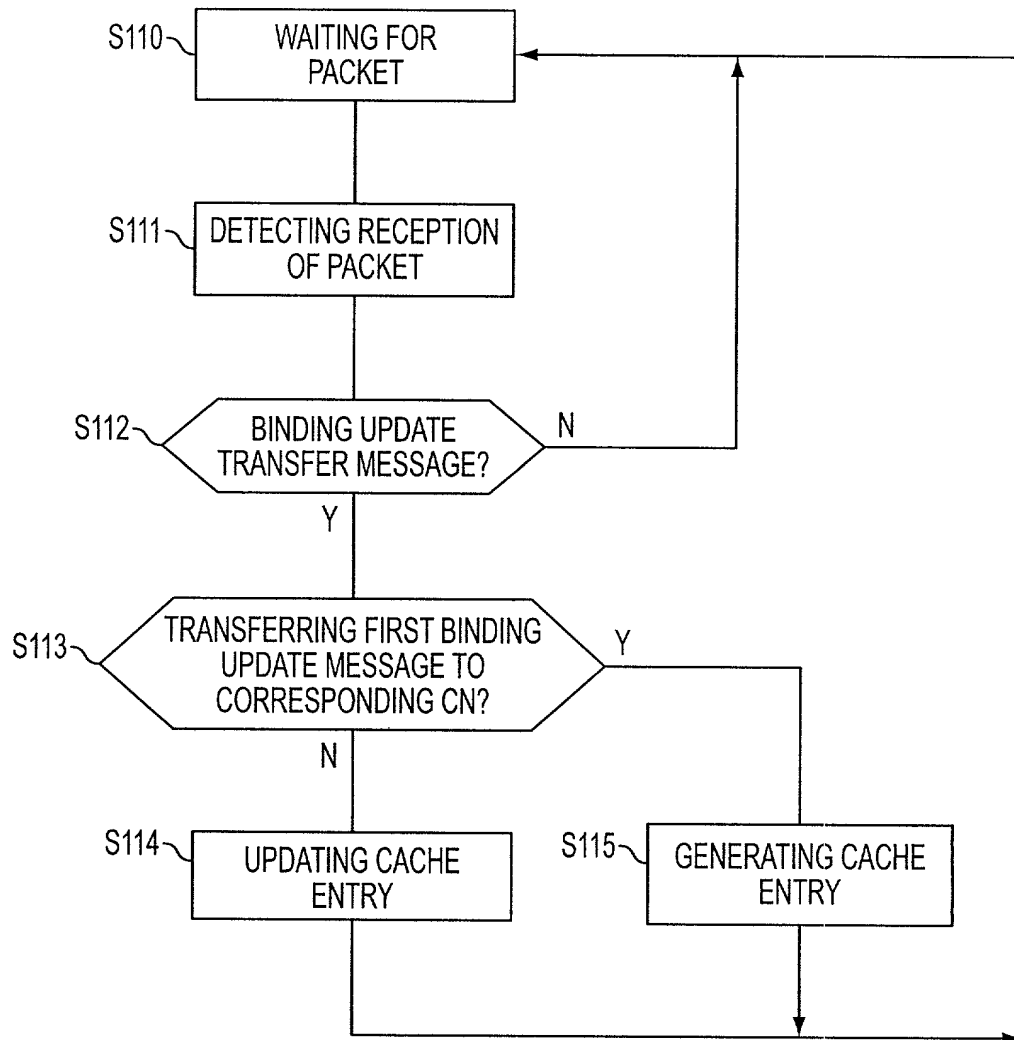 S110
WAITING FOR
PACKET
S111
DETECTING RECEPTION
OF PACKET
S112
BINDING UPDATE
TRANSFER MESSAGE?
N
Y
S113
TRANSFERRING FIRST BINDING
UPDATE MESSAGE TO
CORRESPONDING CN?
Y
N
S114
UPDATING CACHE
ENTRY
S115
GENERATING CACHE
ENTRY